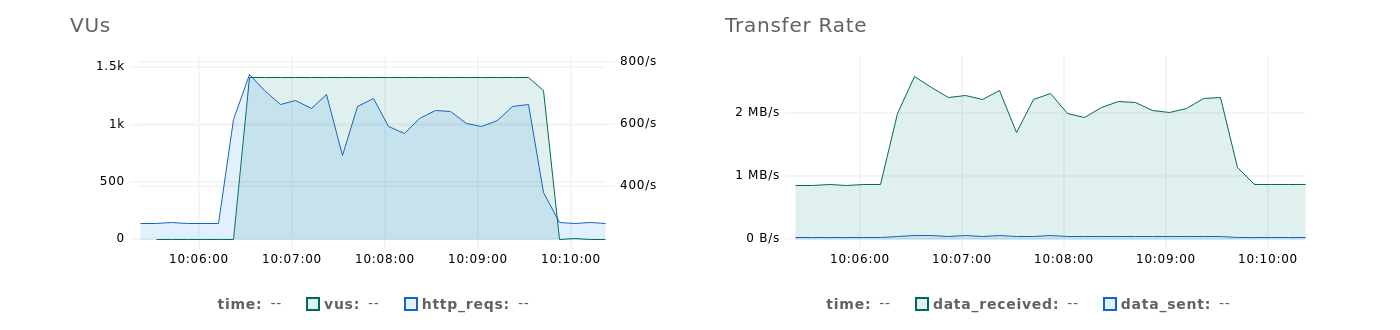 VUs
1.5k
1k
500
0
800/s
600/s
400/s
10:06:00 10:07:00 10:08:00 10:09:00 10:10:00
time: -- vus: -- http_reqs: --
Transfer Rate
2 MB/s
1 MB/s
0 B/s
10:06:00 10:07:00 10:08:00 10:09:00 10:10:00
time: -- data_received: -- data_sent: --